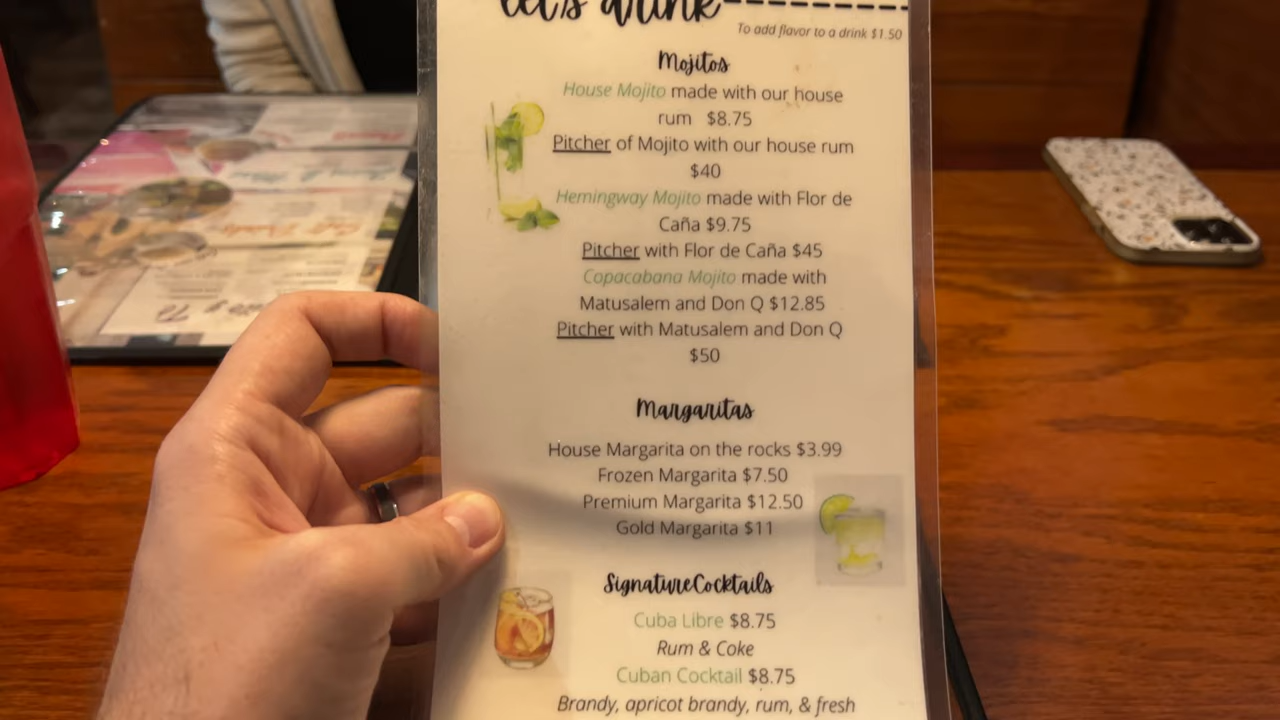 let's drink
To add flavor to a drink $1.50
Mojitos
House Mojito made with our house
rum $8.75
Pitcher of Mojito with our house rum
$40
Hemingway Mojito made with Flor de
Caña $9.75
Pitcher with Flor de Caña $45
Copacabana Mojito made with
Matusalem and Don Q $12.85
Pitcher with Matusalem and Don Q
$50
Margaritas
House Margarita on the rocks $3.99
Frozen Margarita $7.50
Premium Margarita $12.50
Gold Margarita $11
Signature Cocktails
Cuba Libre $8.75
Rum & Coke
Cuban Cocktail $8.75
Brandy, apricot brandy, rum, & fresh